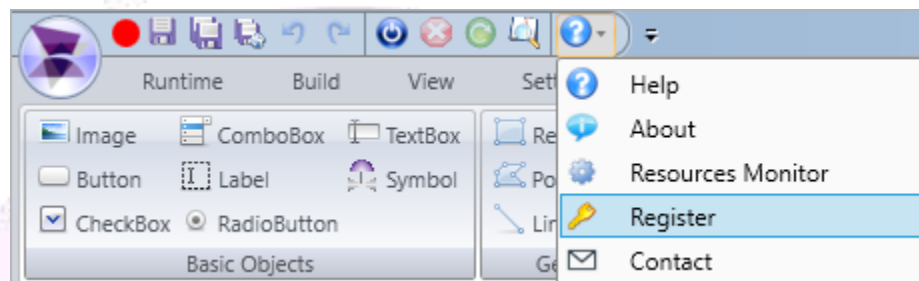 Runtime Build View Sett
Help
About
Resources Monitor
Register
Contact
Image ComboBox TextBox Re
Button Label Symbol Po
CheckBox RadioButton Lin
Basic Objects Ge